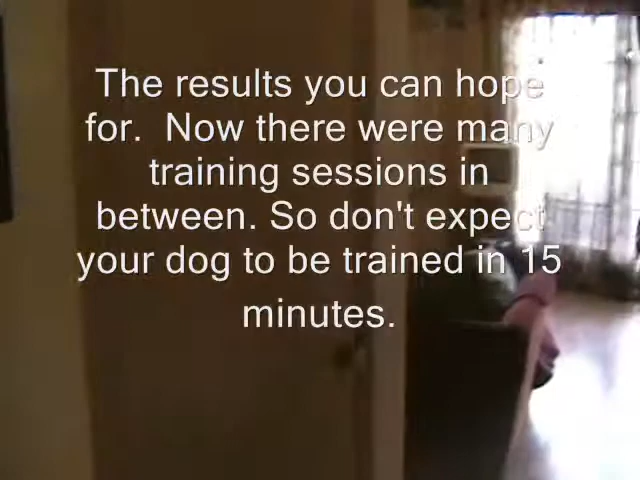 The results you can hope
for.  Now there were many
training sessions in
between. So don't expect
your dog to be trained in 15
minutes.